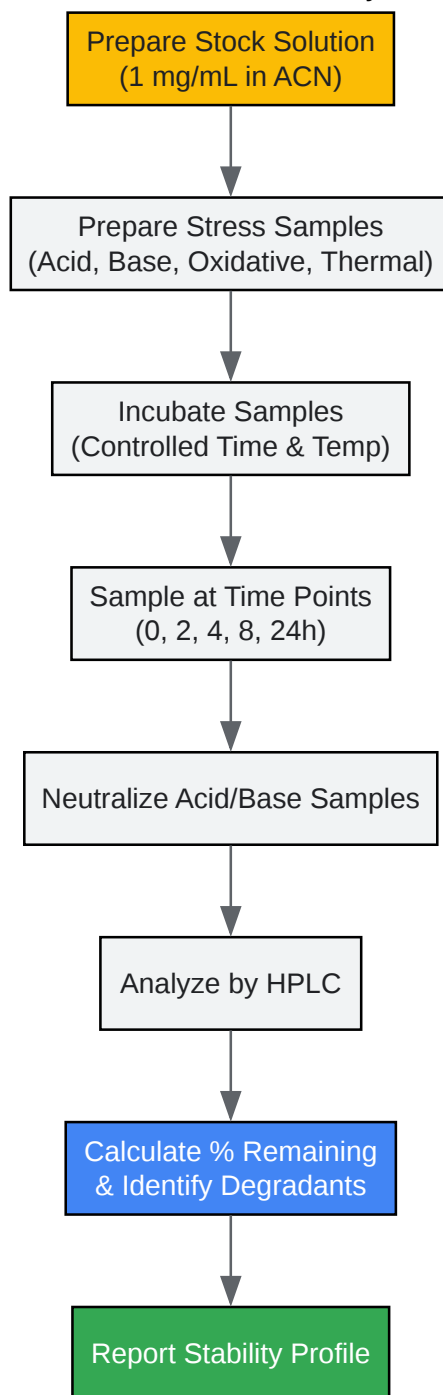 Prepare Stock Solution
(1 mg/mL in ACN)
Prepare Stress Samples
(Acid, Base, Oxidative, Thermal)
Incubate Samples
(Controlled Time & Temp)
Sample at Time Points
(0, 2, 4, 8, 24h)
Neutralize Acid/Base Samples
Analyze by HPLC
Calculate % Remaining
& Identify Degradants
Report Stability Profile